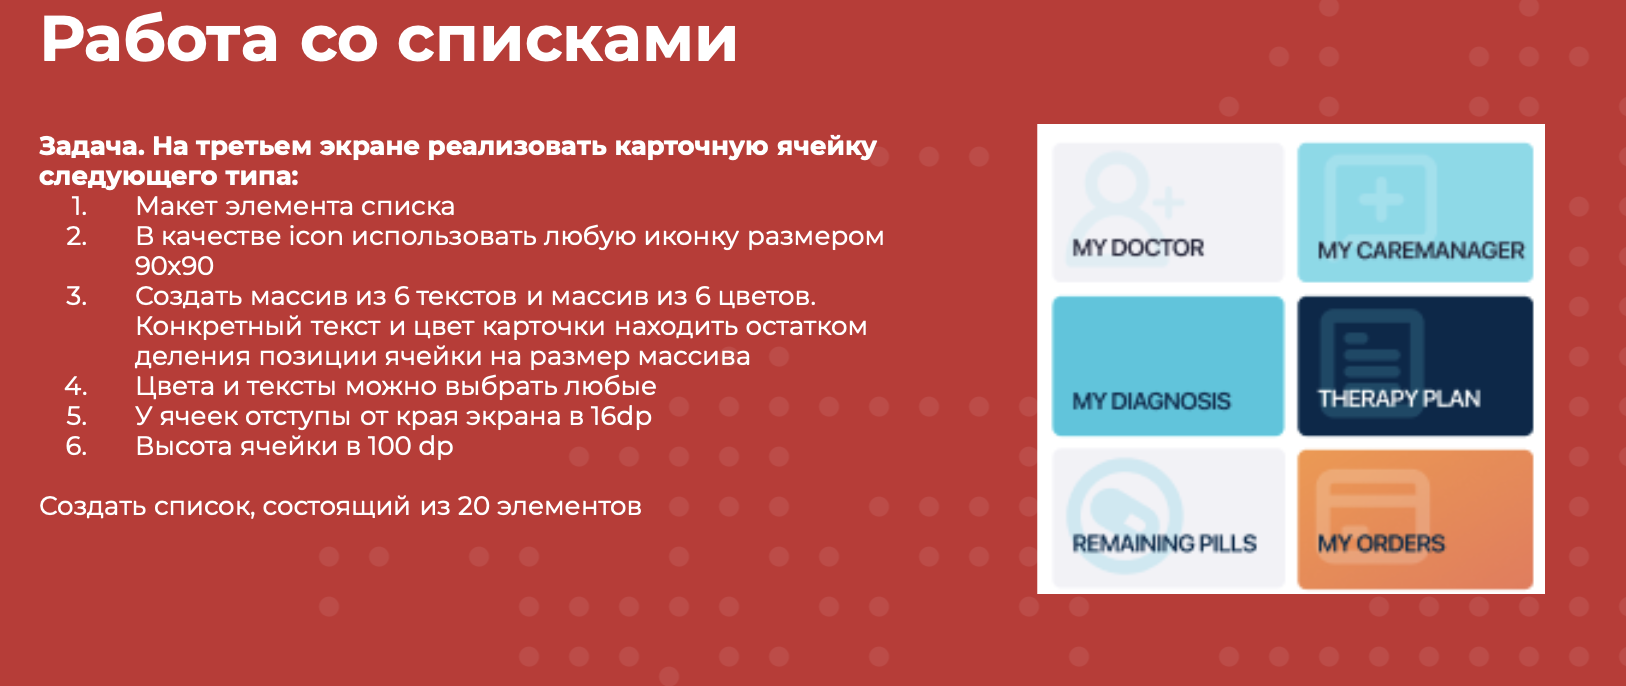 Работа со списками
Задача. На третьем экране реализовать карточную ячейку
следующего типа:
1. Макет элемента списка
2. В качестве icon использовать любую иконку размером
90x90
3. Создать массив из 6 текстов и массив из 6 цветов.
Конкретный текст и цвет карточки находить остатком
деления позиции ячейки на размер массива
4. Цвета и тексты можно выбрать любые
5. У ячеек отступы от края экрана в 16dp
6. Высота ячейки в 100 dp
Создать список, состоящий из 20 элементов
MY DOCTOR
MY CAREMANAGER
MY DIAGNOSIS
THERAPY PLAN
REMAINING PILLS
MY ORDERS